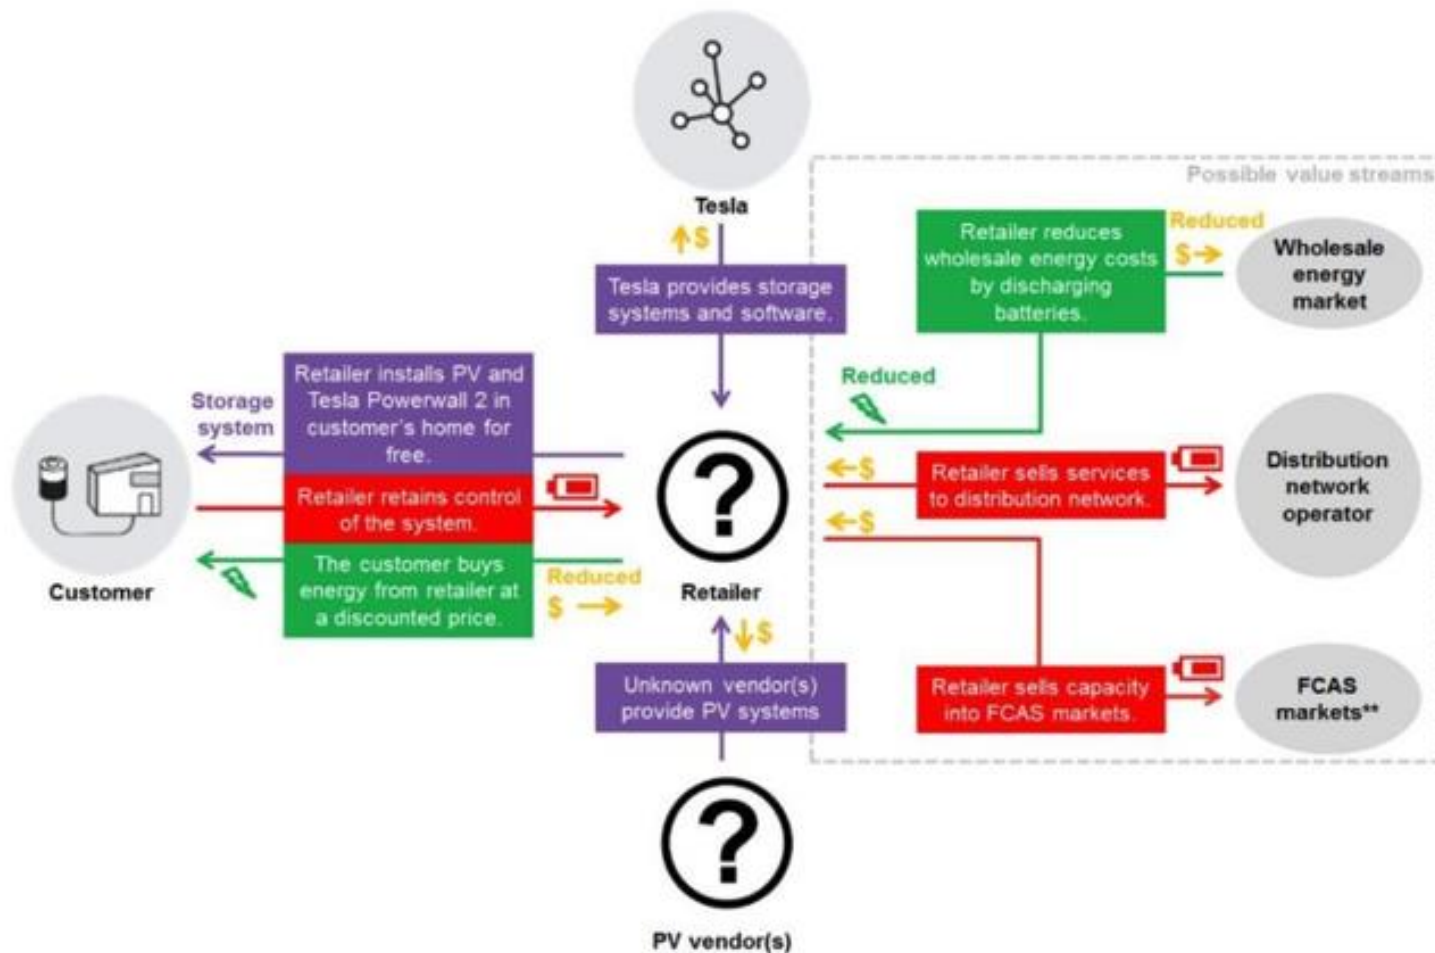 Tesla
$
Tesla provides storage
systems and software.
Possible value streams
Retailer reduces
wholesale energy costs
by discharging
batteries.
Reduced
$
Wholesale
energy
market
Reduced
Storage
system
Retailer installs PV and
Tesla Powerwall 2 in
customer's home for
free.
Retailer retains control
of the system.
The customer buys
energy from retailer at
a discounted price.
Reduced
$
Customer
?
Retailer
$
Retailer sells services
to distribution network.
Distribution
network
operator
$
Retailer sells capacity
into FCAS markets.
FCAS
markets**
$
Unknown vendor(s)
provide PV systems
?
PV vendor(s)